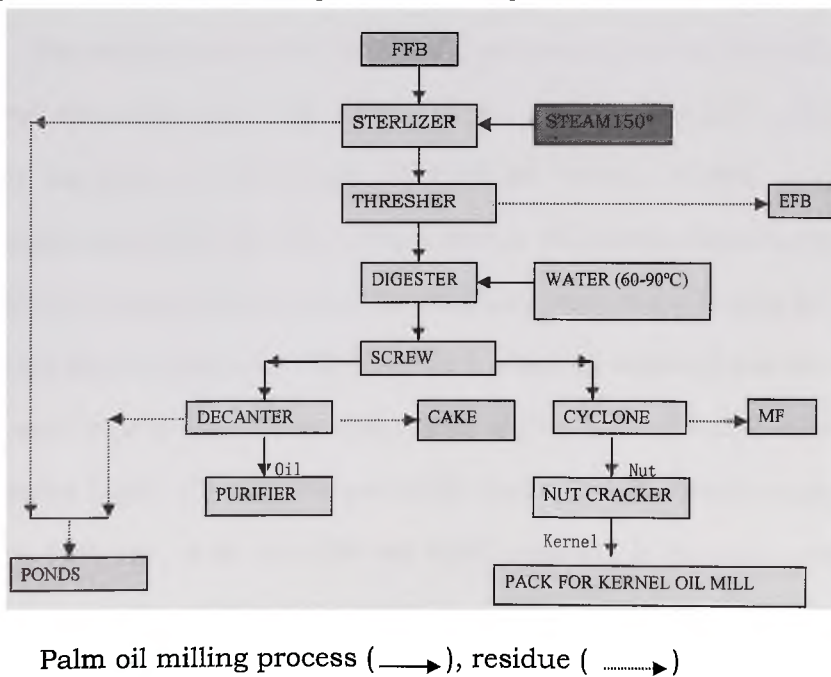 FFB
STERLIZER
STEAM150°
THRESHER
EFB
DIGESTER
WATER (60-90°C)
SCREW
DECANTER
CAKE
CYCLONE
MF
Oil
Nut
PURIFIER
NUT CRACKER
Kernel
PONDS
PACK FOR KERNEL OIL MILL
Palm oil milling process ( ), residue ( )